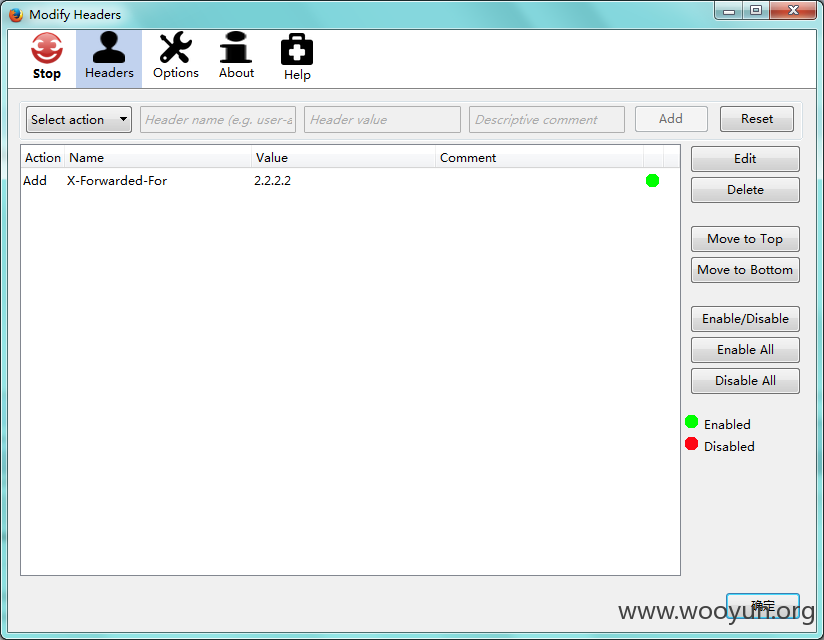 Modify Headers
Stop Headers Options About Help
Select action Header name (e.g. user-a Header value Descriptive comment Add Reset
Action Name Value Comment
Add X-Forwarded-For 2.2.2.2
Edit
Delete
Move to Top
Move to Bottom
Enable/Disable
Enable All
Disable All
Enabled
Disabled
确定
www.wooyun.org